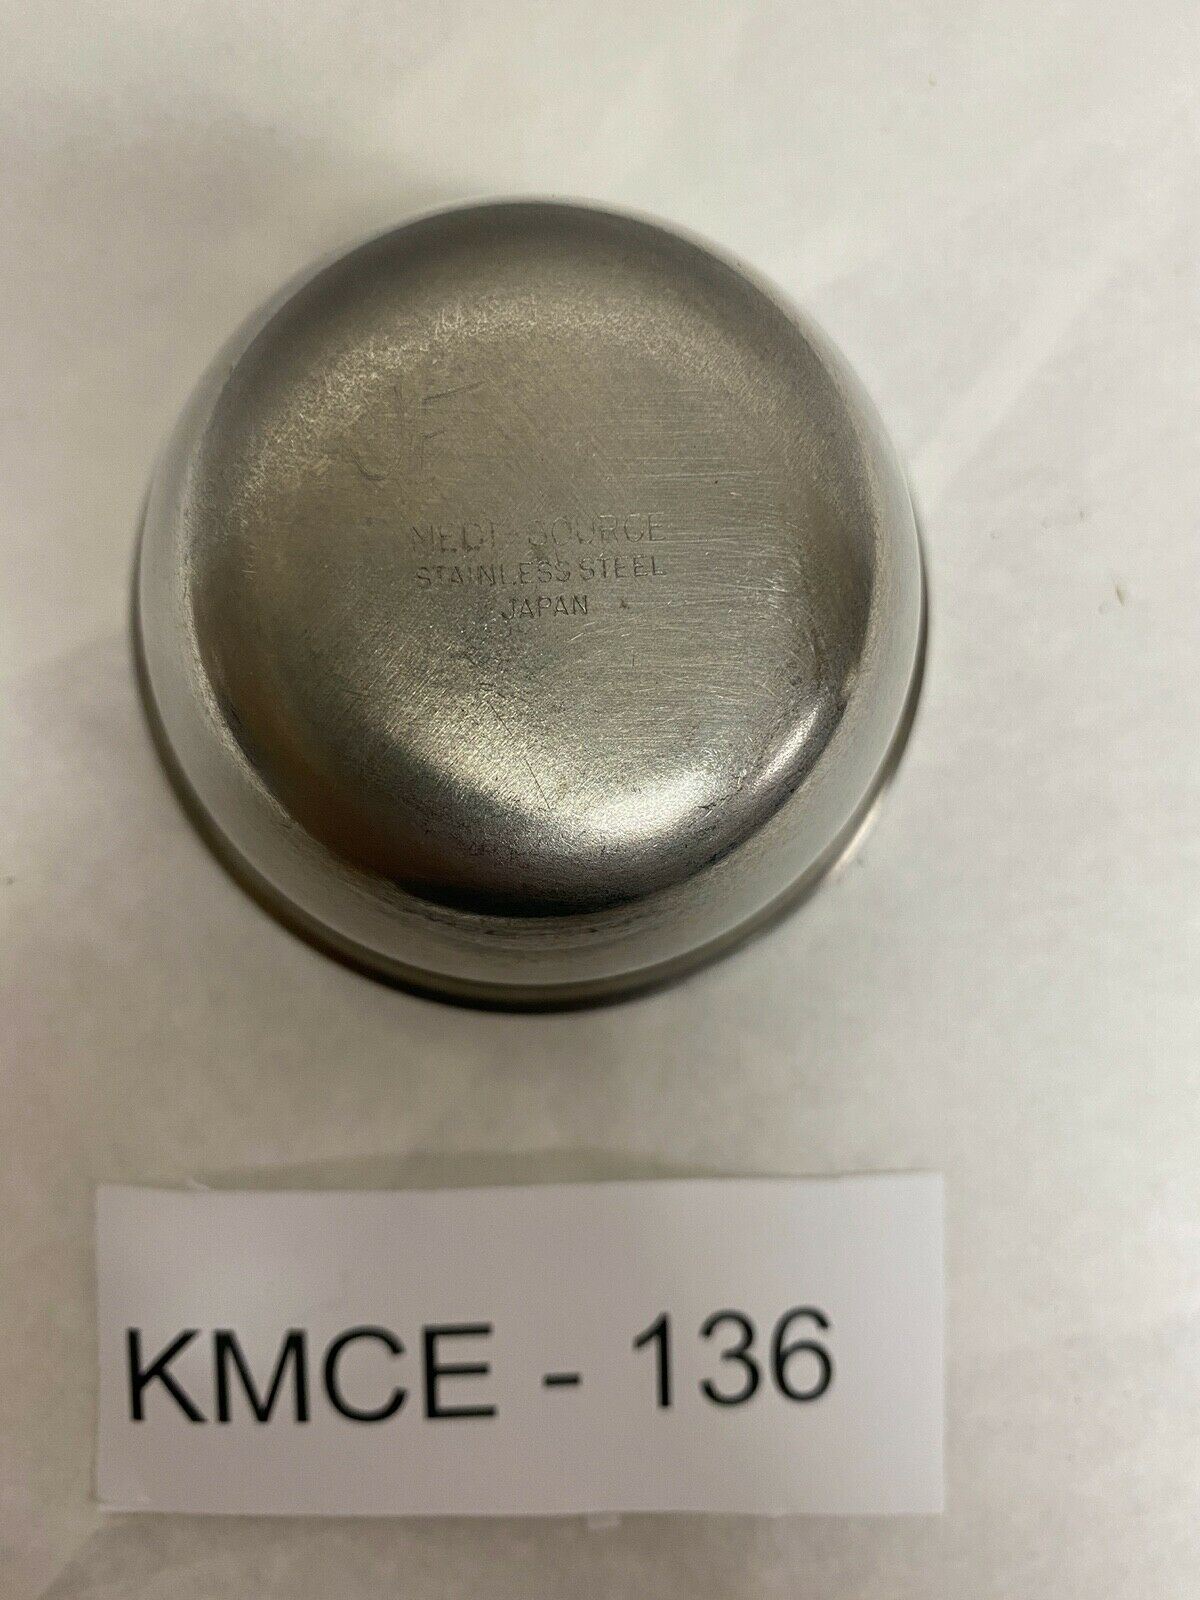 MEDI-SOURCE
STAINLESS STEEL
JAPAN
KMCE - 136